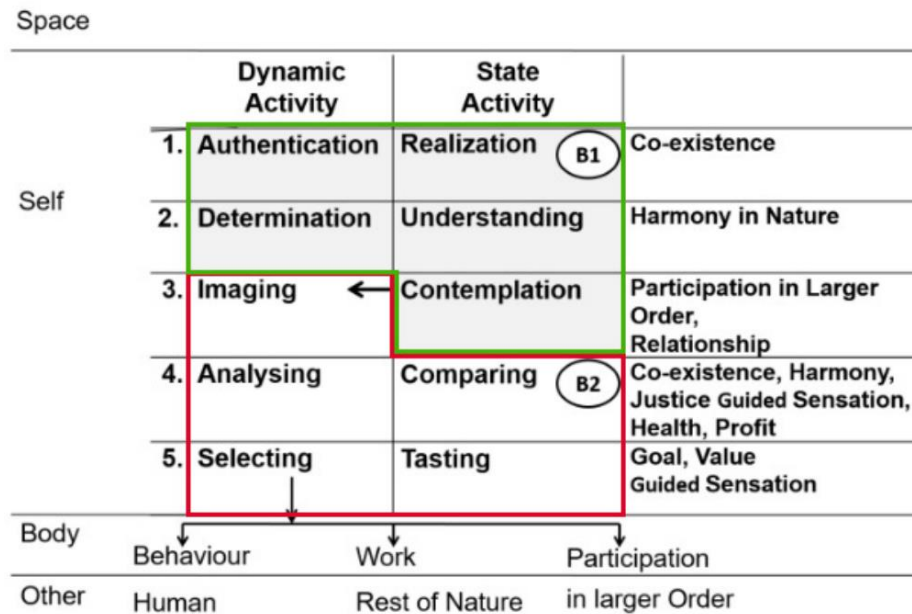 Space
Dynamic Activity
State Activity
Self
1. Authentication Realization B1 Co-existence
2. Determination Understanding Harmony in Nature
3. Imaging Contemplation Participation in Larger Order, Relationship
4. Analysing Comparing B2 Co-existence, Harmony, Justice Guided Sensation, Health, Profit
5. Selecting Tasting Goal, Value Guided Sensation
Body
Behaviour Work Participation
Other Human Rest of Nature in larger Order